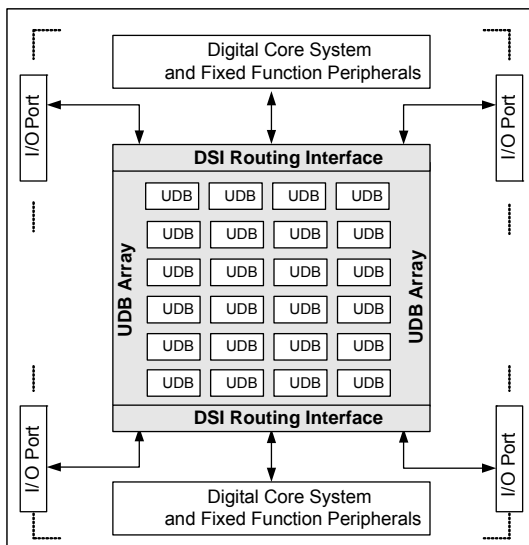 Digital Core System
and Fixed Function Peripherals
I/O Port
I/O Port
DSI Routing Interface
UDB Array
UDB UDB UDB UDB
UDB UDB UDB UDB
UDB UDB UDB UDB
UDB UDB UDB UDB
UDB UDB UDB UDB
UDB UDB UDB UDB
UDB Array
DSI Routing Interface
I/O Port
I/O Port
Digital Core System
and Fixed Function Peripherals